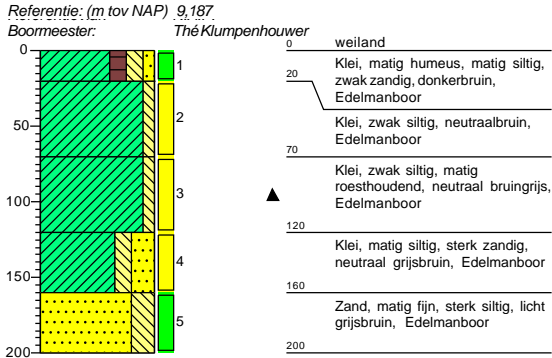 Referentie: (m tov NAP) 9,187
Boormeester: Thé Klumpenhouwer
0
50
100
150
200
1
2
3
4
5
0 weiland
Klei, matig humeus, matig siltig,
zwak zandig, donkerbruin,
Edelmanboor
20
Klei, zwak siltig, neutraalbruin,
Edelmanboor
70
Klei, zwak siltig, matig
roesthoudend, neutraal bruingrijs,
Edelmanboor
120
Klei, matig siltig, sterk zandig,
neutraal grijsbruin, Edelmanboor
160
Zand, matig fijn, sterk siltig, licht
grijsbruin, Edelmanboor
200